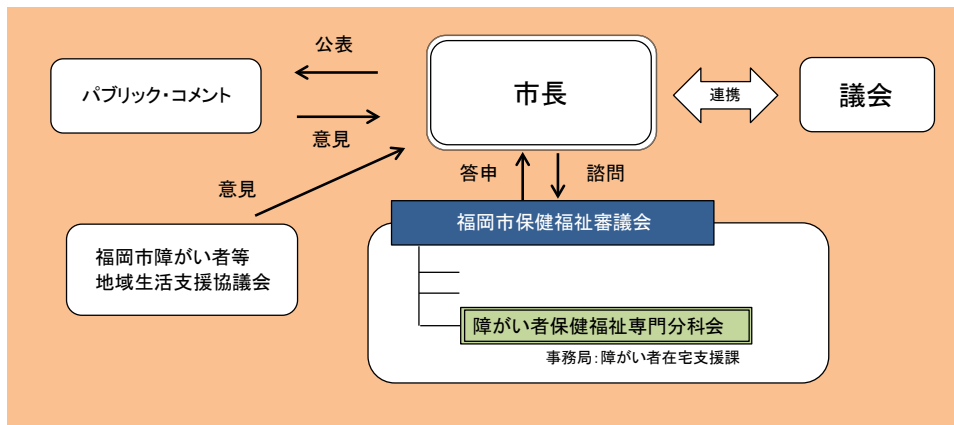 公表
パブリック・コメント
市長
連携
議会
意見
答申
諮問
意見
福岡市保健福祉審議会
福岡市障がい者等
地域生活支援協議会
障がい者保健福祉専門分科会
事務局：障がい者在宅支援課